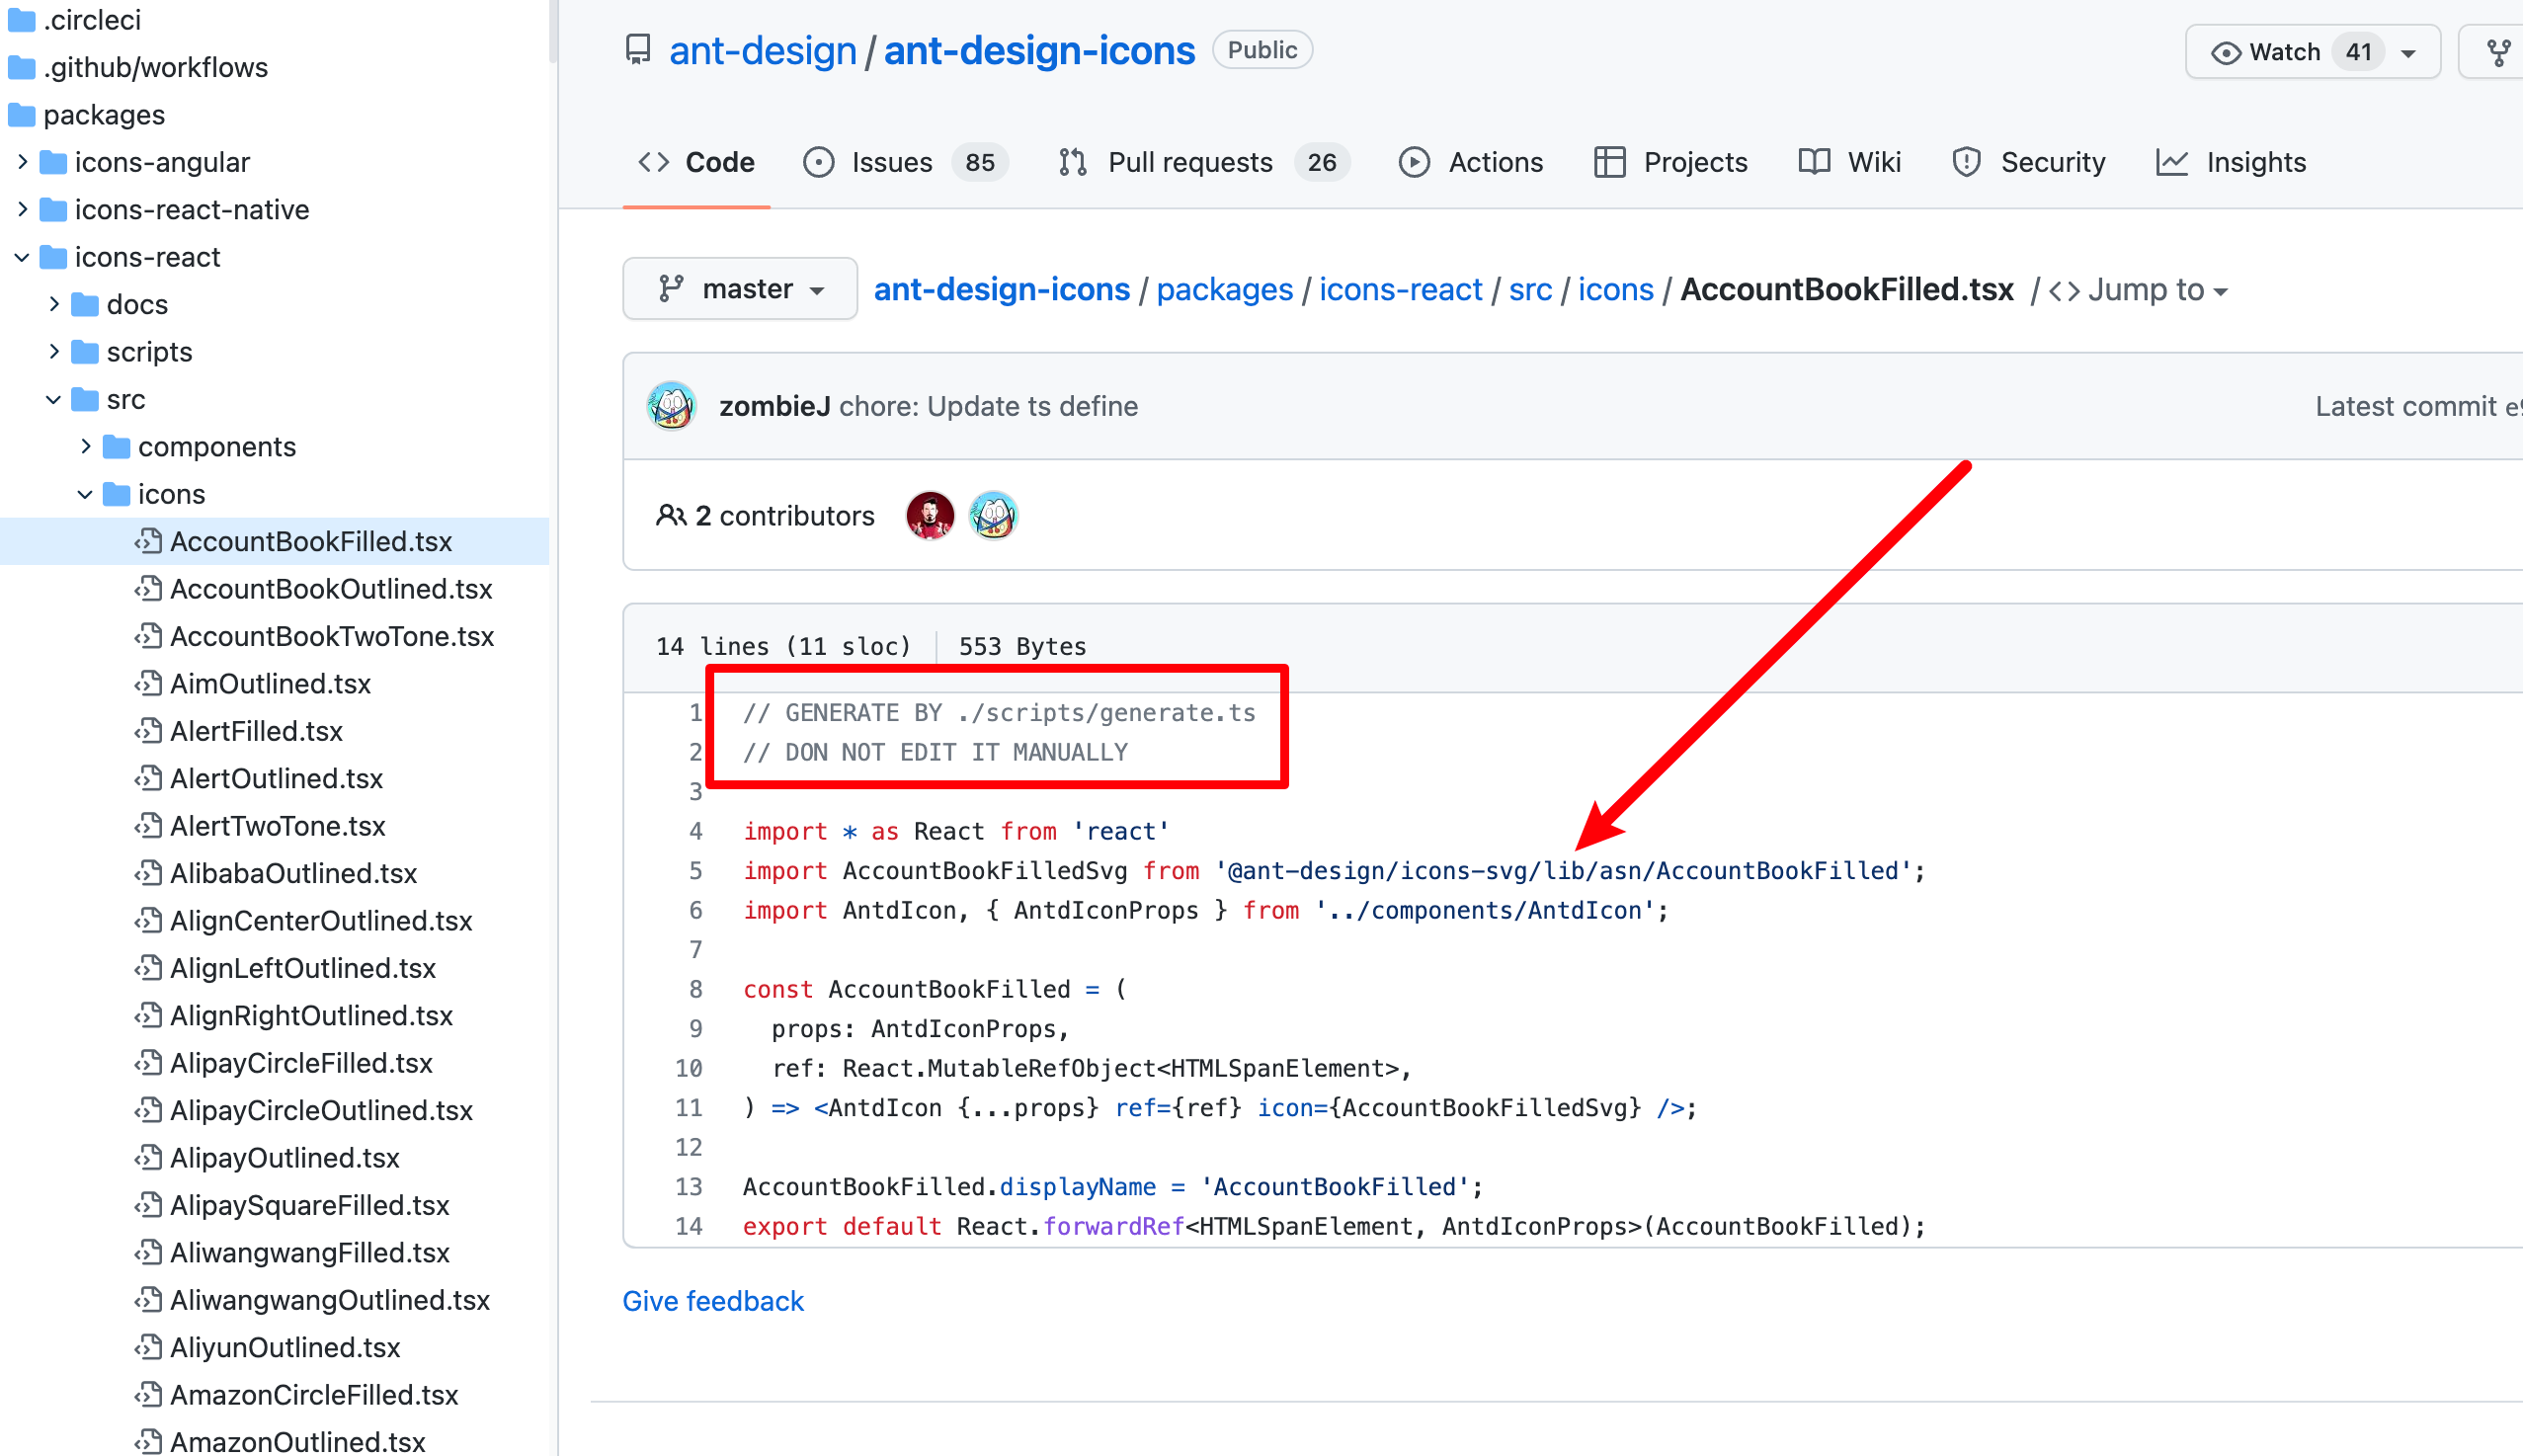 .circleci
.github/workflows
packages
icons-angular
icons-react-native
icons-react
docs
scripts
src
components
icons
AccountBookFilled.tsx
AccountBookOutlined.tsx
AccountBookTwoTone.tsx
AimOutlined.tsx
AlertFilled.tsx
AlertOutlined.tsx
AlertTwoTone.tsx
AlibabaOutlined.tsx
AlignCenterOutlined.tsx
AlignLeftOutlined.tsx
AlignRightOutlined.tsx
AlipayCircleFilled.tsx
AlipayCircleOutlined.tsx
AlipayOutlined.tsx
AlipaySquareFilled.tsx
AliwangwangFilled.tsx
AliwangwangOutlined.tsx
AliyunOutlined.tsx
AmazonCircleFilled.tsx
AmazonOutlined.tsx
ant-design / ant-design-icons Public
Watch 41
Code Issues 85 Pull requests 26 Actions Projects Wiki Security Insights
master ant-design-icons / packages / icons-react / src / icons / AccountBookFilled.tsx / <> Jump to
zombieJ chore: Update ts define Latest commit
2 contributors
14 lines (11 sloc) 553 Bytes
1 // GENERATE BY ./scripts/generate.ts
2 // DON NOT EDIT IT MANUALLY
3
4 import * as React from 'react'
5 import AccountBookFilledSvg from '@ant-design/icons-svg/lib/asn/AccountBookFilled';
6 import AntdIcon, { AntdIconProps } from '../components/AntdIcon';
7
8 const AccountBookFilled = (
9 props: AntdIconProps,
10 ref: React.MutableRefObject<HTMLSpanElement>,
11 ) => <AntdIcon {...props} ref={ref} icon={AccountBookFilledSvg} />;
12
13 AccountBookFilled.displayName = 'AccountBookFilled';
14 export default React.forwardRef<HTMLSpanElement, AntdIconProps>(AccountBookFilled);
Give feedback